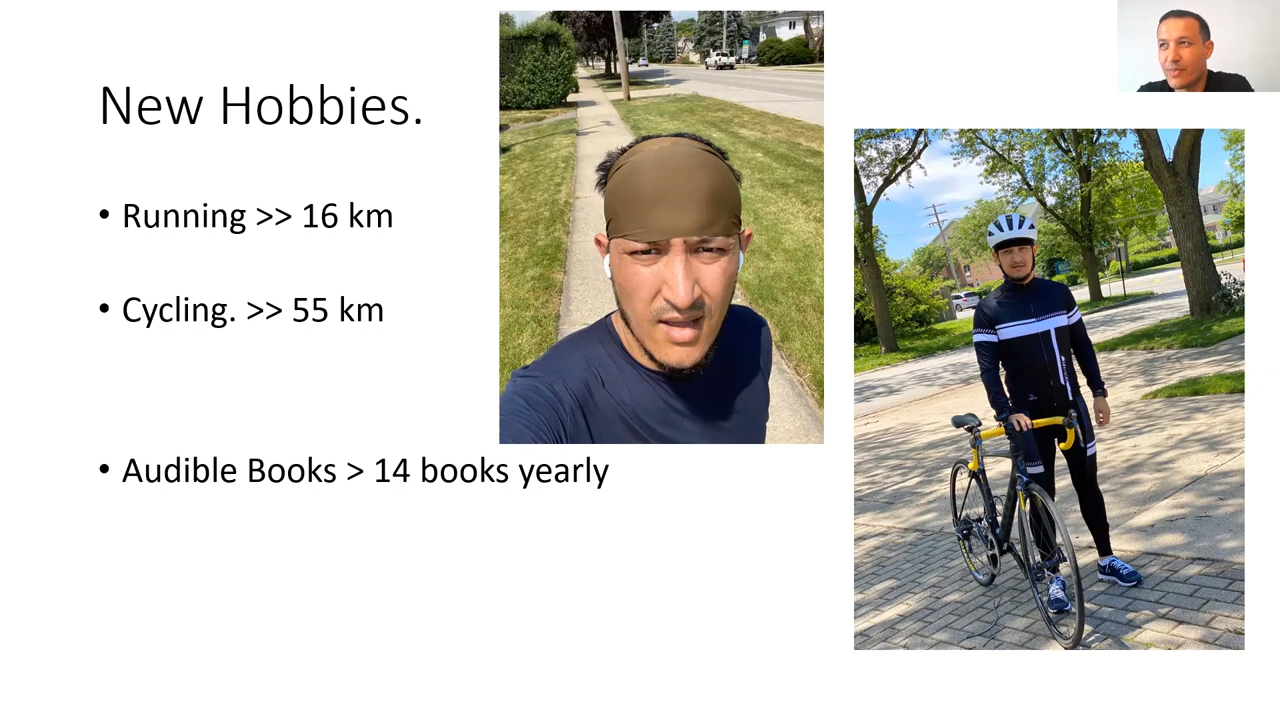 New Hobbies.
• Running >> 16 km
• Cycling. >> 55 km
• Audible Books > 14 books yearly